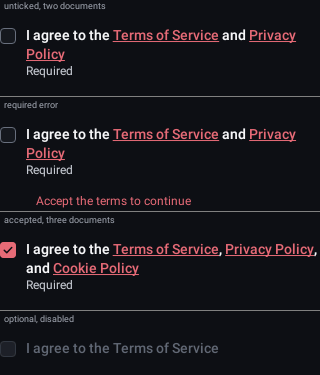 unticked, two documents
I agree to the Terms of Service and Privacy
Policy
Required
required error
I agree to the Terms of Service and Privacy
Policy
Required
Accept the terms to continue
accepted, three documents
I agree to the Terms of Service, Privacy Policy,
and Cookie Policy
Required
optional, disabled
I agree to the Terms of Service